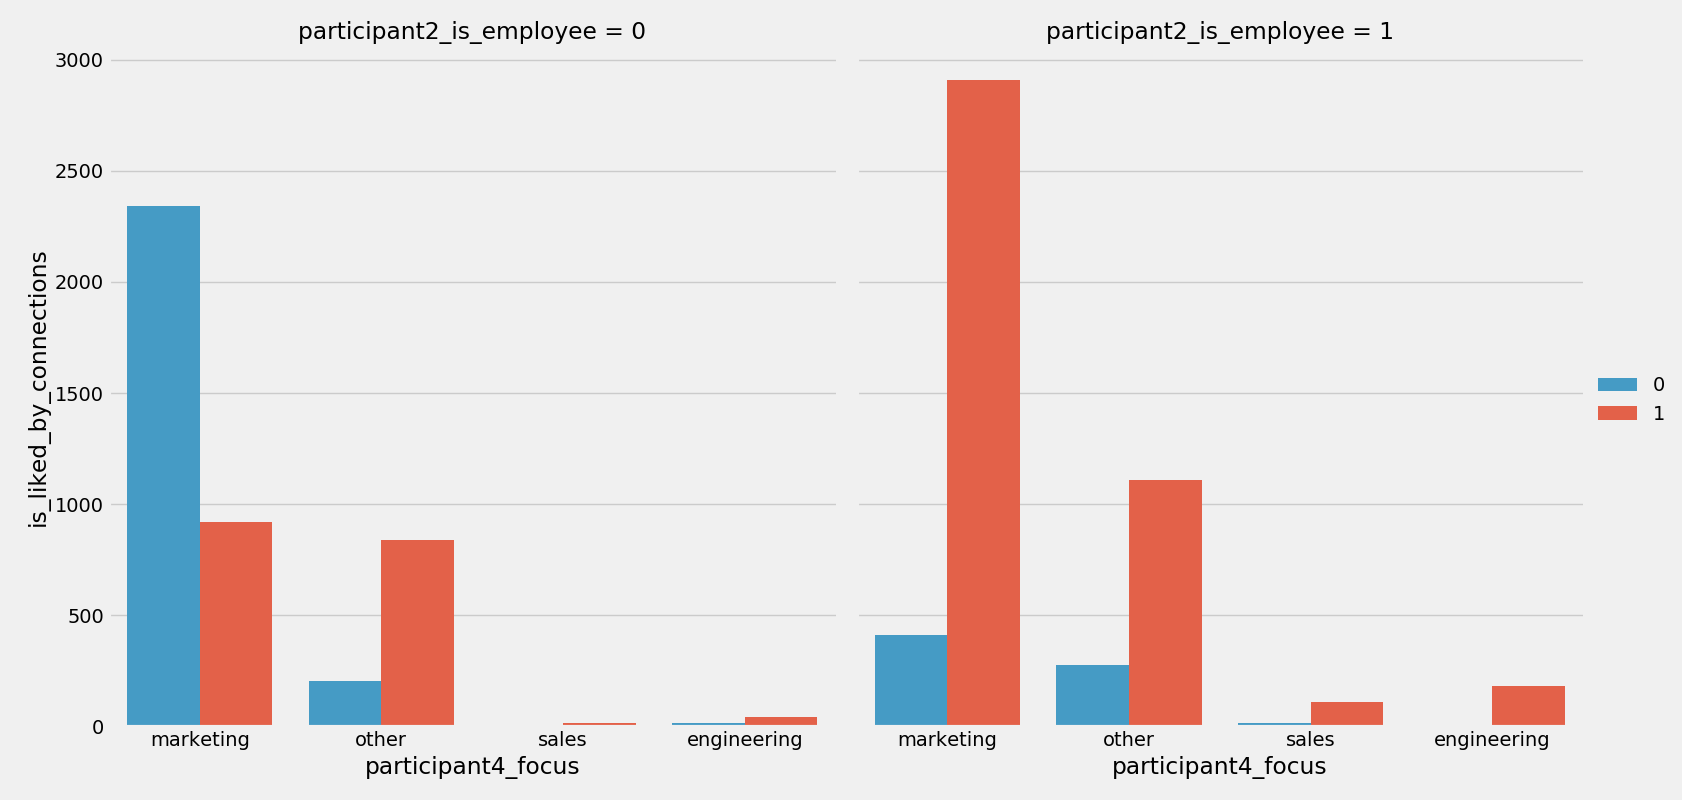 participant2_is_employee = 0
participant2_is_employee = 1
3000
2500
2000
1500
1000
500
0
is_liked_by_connections
marketing
other
sales
engineering
participant4_focus
marketing
other
sales
engineering
participant4_focus
0
1